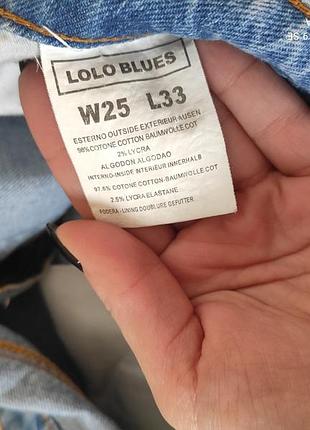 LOLO BLUES
W25 L33
ESTERNO OUTSIDE EXTERIEUR AUSEN
98% COTONE COTTON BAUMWOLLE COT
2% LYCRA
ALGODON ALGODAO
INTERNO-INSIDE INTERIEUR INNERHALB
97.5% COTONE COTTON-BAUMWOLLE COT
2.5% LYCRA ELASTANE
FODERA - LINING DOUBLURE GEFUTTER